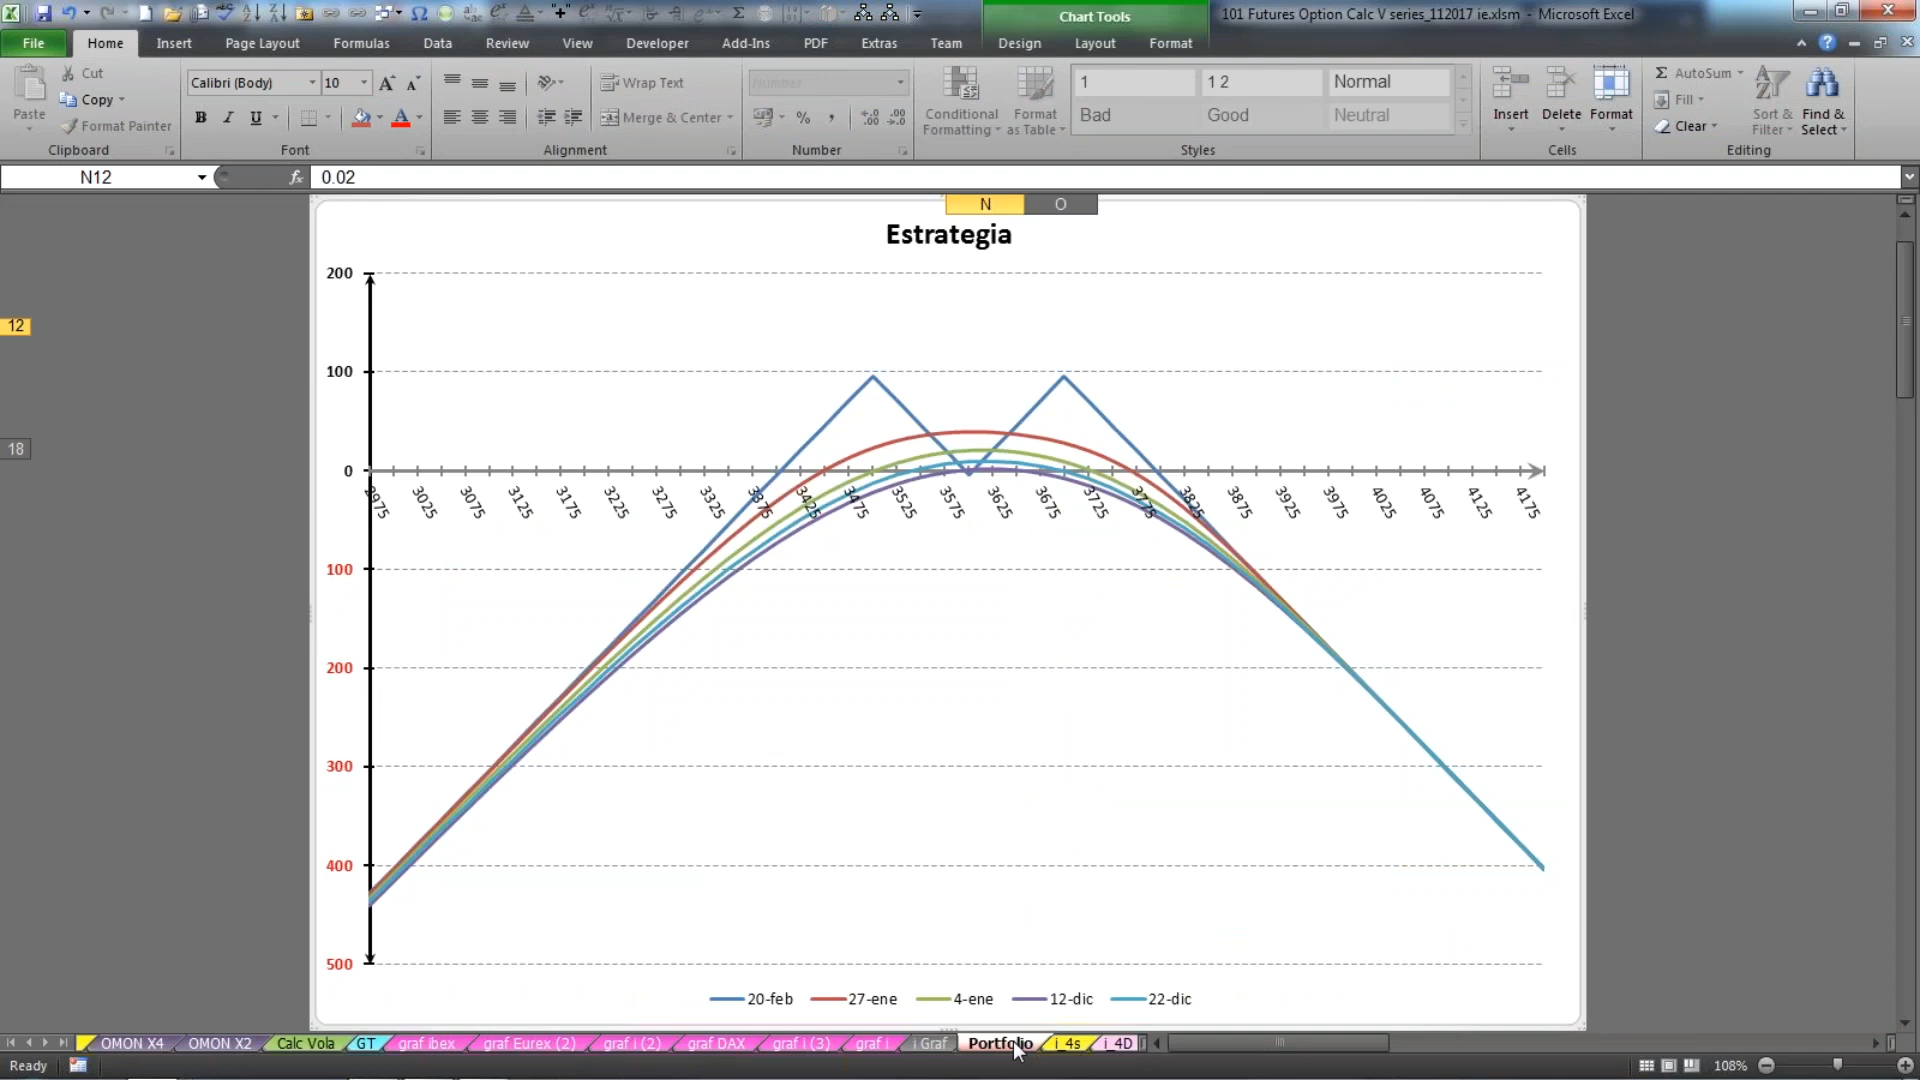 Chart Tools
101 Futures Option Calc V series_112017 ie.xlsm - Microsoft Excel
File Home Insert Page Layout Formulas Data Review View Developer Add-Ins PDF Extras Team Design Layout Format
Paste
Cut
Copy
Format Painter
Clipboard
Calibri (Body) 10
B I U
Font
Wrap Text
Merge & Center
Alignment
Number
%
Number
Conditional Formatting
Format as Table
1 1 2 Normal
Bad Good Neutral
Styles
Insert Delete Format
Cells
AutoSum
Fill
Clear
Sort & Filter
Find & Select
Editing
N12 fx 0.02
N O
12
18
Estrategia
200
100
0
100
200
300
400
500
2975 3025 3075 3125 3175 3225 3275 3325 3375 3425 3475 3525 3575 3625 3675 3725 3775 3825 3875 3925 3975 4025 4075 4125 4175
20-feb 27-ene 4-ene 12-dic 22-dic
OMON X4 OMON X2 Calc Vola GT graf ibex graf Eurex (2) graf i (2) graf DAX graf i (3) graf i i Graf Portfolio i_4s i_4D
Ready 108%